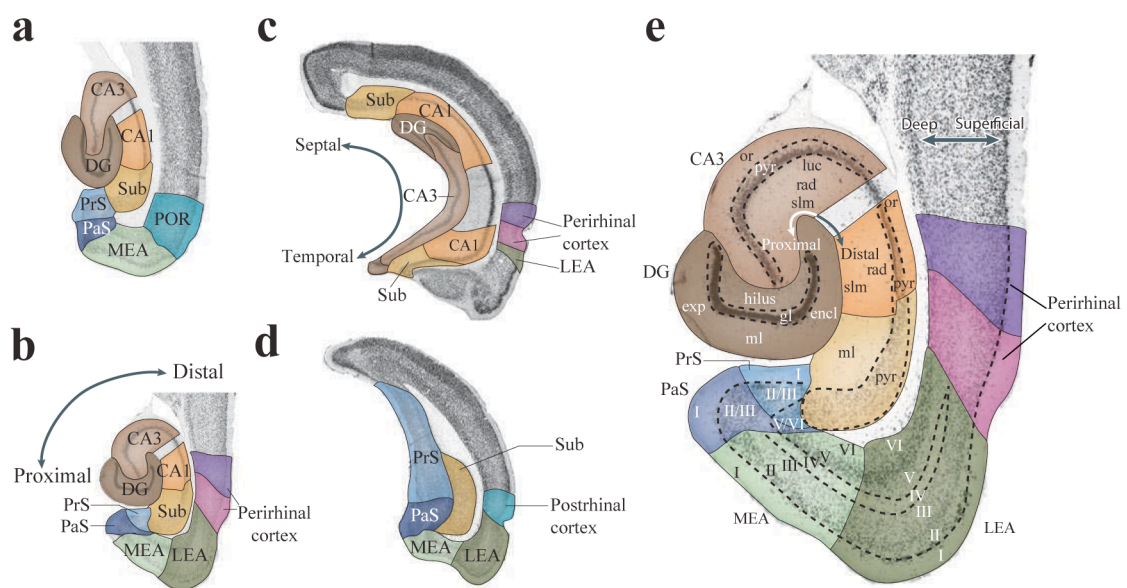 a
CA3
CA1
DG
Sub
PrS
PaS
POR
MEA
b
Distal
Proximal
CA3
CA1
DG
PrS
PaS
Sub
MEA
LEA
Perirhinal
cortex
c
Sub
CA1
DG
Septal
CA3
Temporal
CA1
Sub
Perirhinal
cortex
LEA
d
PrS
Sub
PaS
MEA
LEA
Postrhinal
cortex
e
Deep
Superficial
CA3
or
pyr
luc
rad
slm
or
Proximal
Distal
rad
slm
pyr
DG
hilus
exp
gl
encl
ml
ml
pyr
PrS
PaS
I
II/III
I
II/III
V/VI
I
II
III
IV
V
VI
MEA
VI
V
IV
III
II
I
LEA
Perirhinal
cortex